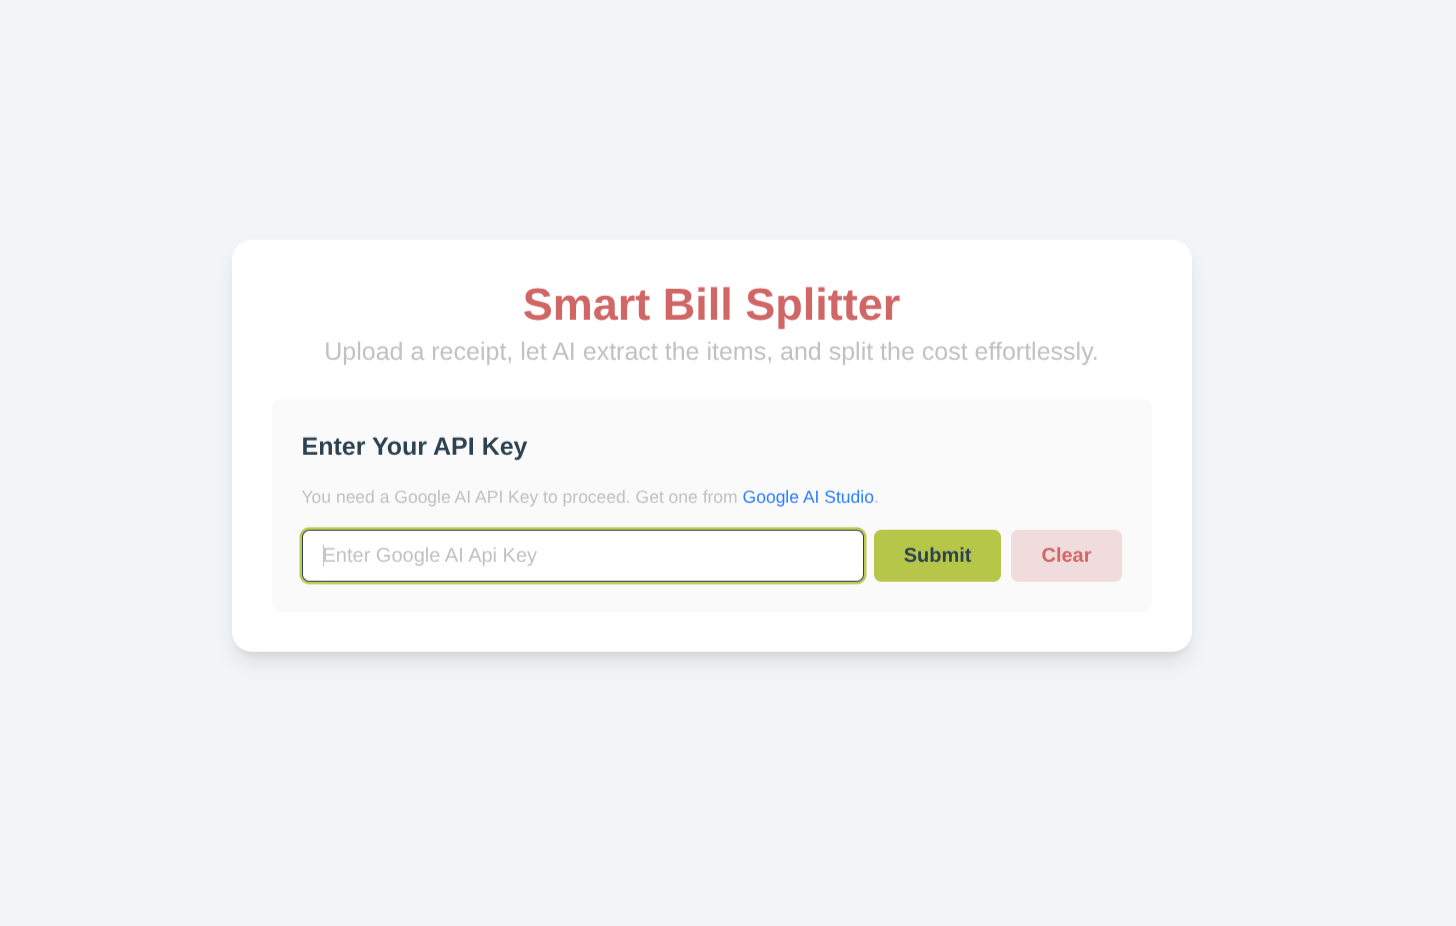 Smart Bill Splitter
Upload a receipt, let AI extract the items, and split the cost effortlessly.
Enter Your API Key
You need a Google AI API Key to proceed. Get one from Google AI Studio.
Enter Google AI Api Key
Submit
Clear